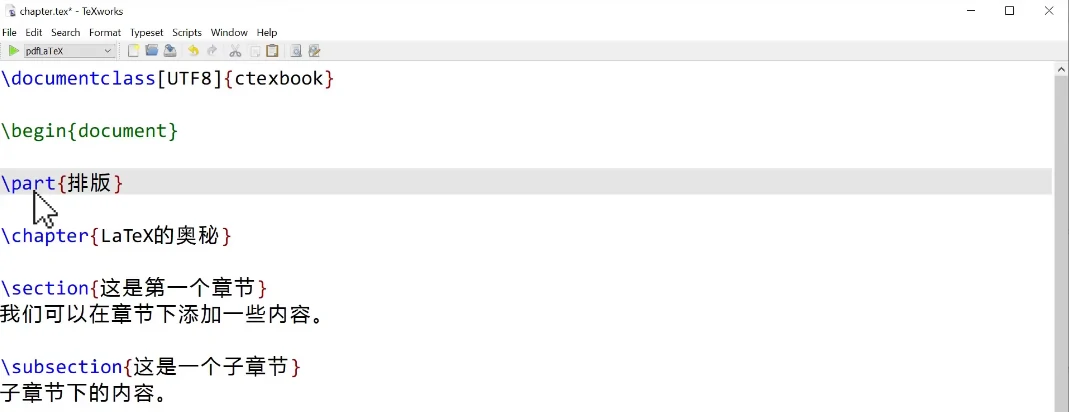 chapter.tex* - TeXworks
File Edit Search Format Typeset Scripts Window Help
pdfLaTeX
\documentclass[UTF8]{ctexbook}
\begin{document}
\part{排版}
\chapter{LaTeX的奥秘}
\section{这是第一个章节}
我们可以在章节下添加一些内容。
\subsection{这是一个子章节}
子章节下的内容。